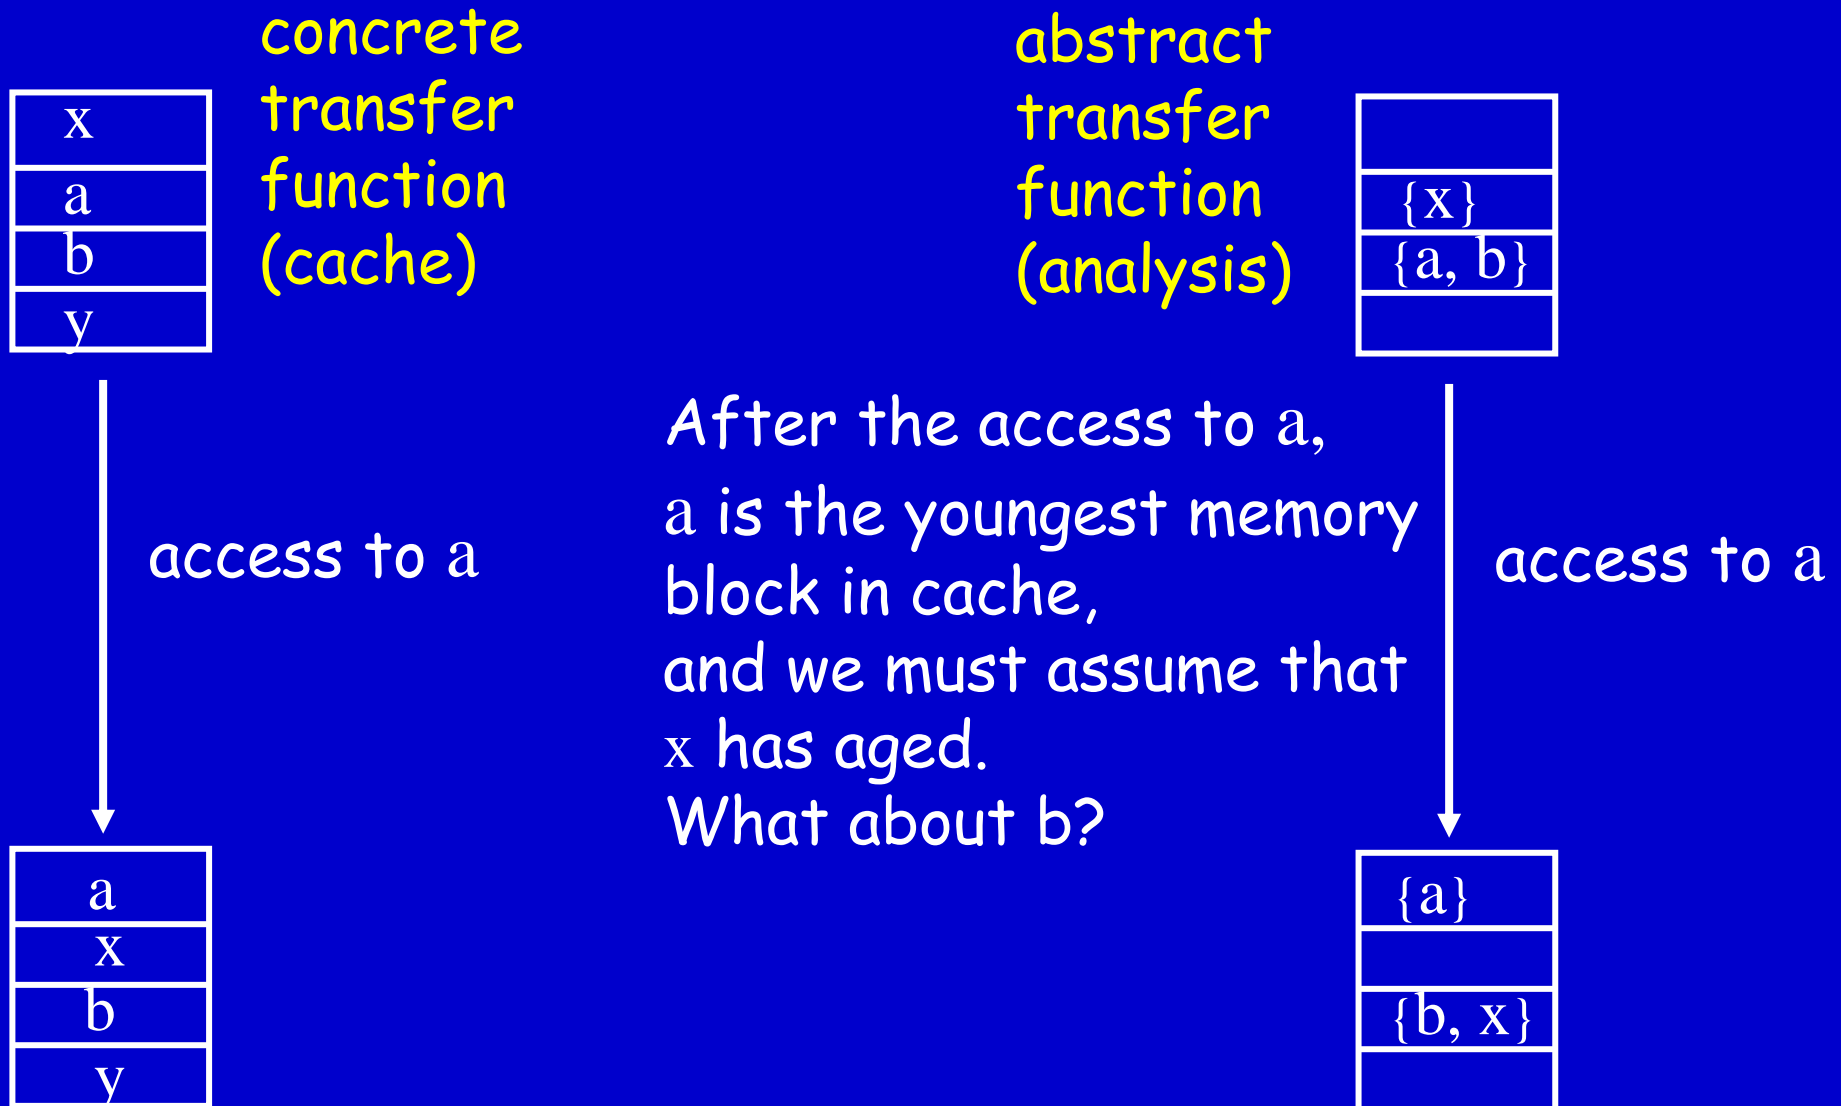 concrete
transfer
function
(cache)
x
a
b
y
access to a
a
x
b
y
abstract
transfer
function
(analysis)
{x}
{a, b}
After the access to a,
a is the youngest memory
block in cache,
and we must assume that
x has aged.
What about b?
access to a
{a}
{b, x}